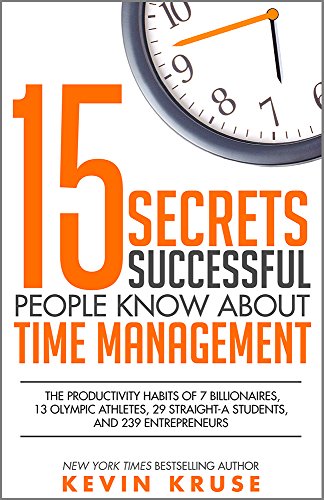 15 SECRETS
SUCCESSFUL
PEOPLE KNOW ABOUT
TIME MANAGEMENT
THE PRODUCTIVITY HABITS OF 7 BILLIONAIRES,
13 OLYMPIC ATHLETES, 29 STRAIGHT-A STUDENTS,
AND 239 ENTREPRENEURS
NEW YORK TIMES BESTSELLING AUTHOR
KEVIN KRUSE